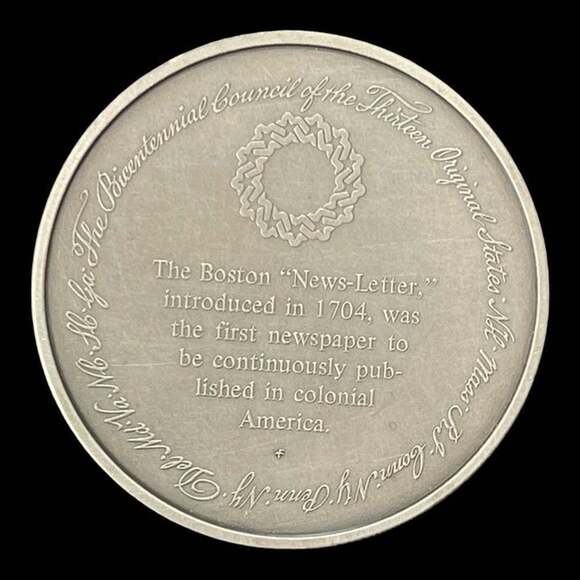 The Bicentennial Council of the Thirteen Original States · N.H. · Mass · R.I. · Conn · N.Y. · Penn · N.J. · Del · Md · Va · N.C. · S.C. · Ga ·
The Boston “News-Letter,”
introduced in 1704, was
the first newspaper to
be continuously pub-
lished in colonial
America.